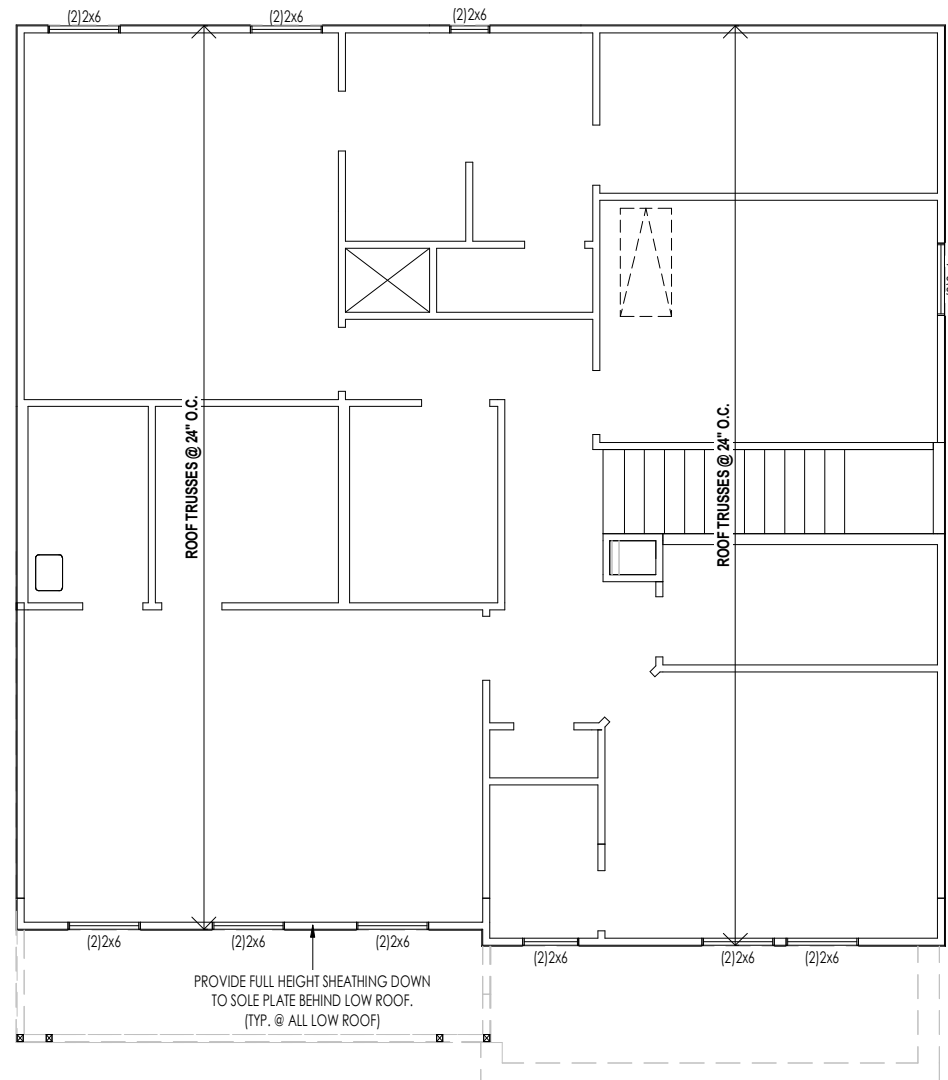 (2)2x6
(2)2x6
(2)2x6
ROOF TRUSSES @ 24" O.C.
ROOF TRUSSES @ 24" O.C.
(2)2x6
(2)2x6
(2)2x6
(2)2x6
(2)2x6
(2)2x6
PROVIDE FULL HEIGHT SHEATHING DOWN
TO SOLE PLATE BEHIND LOW ROOF.
(TYP. @ ALL LOW ROOF)